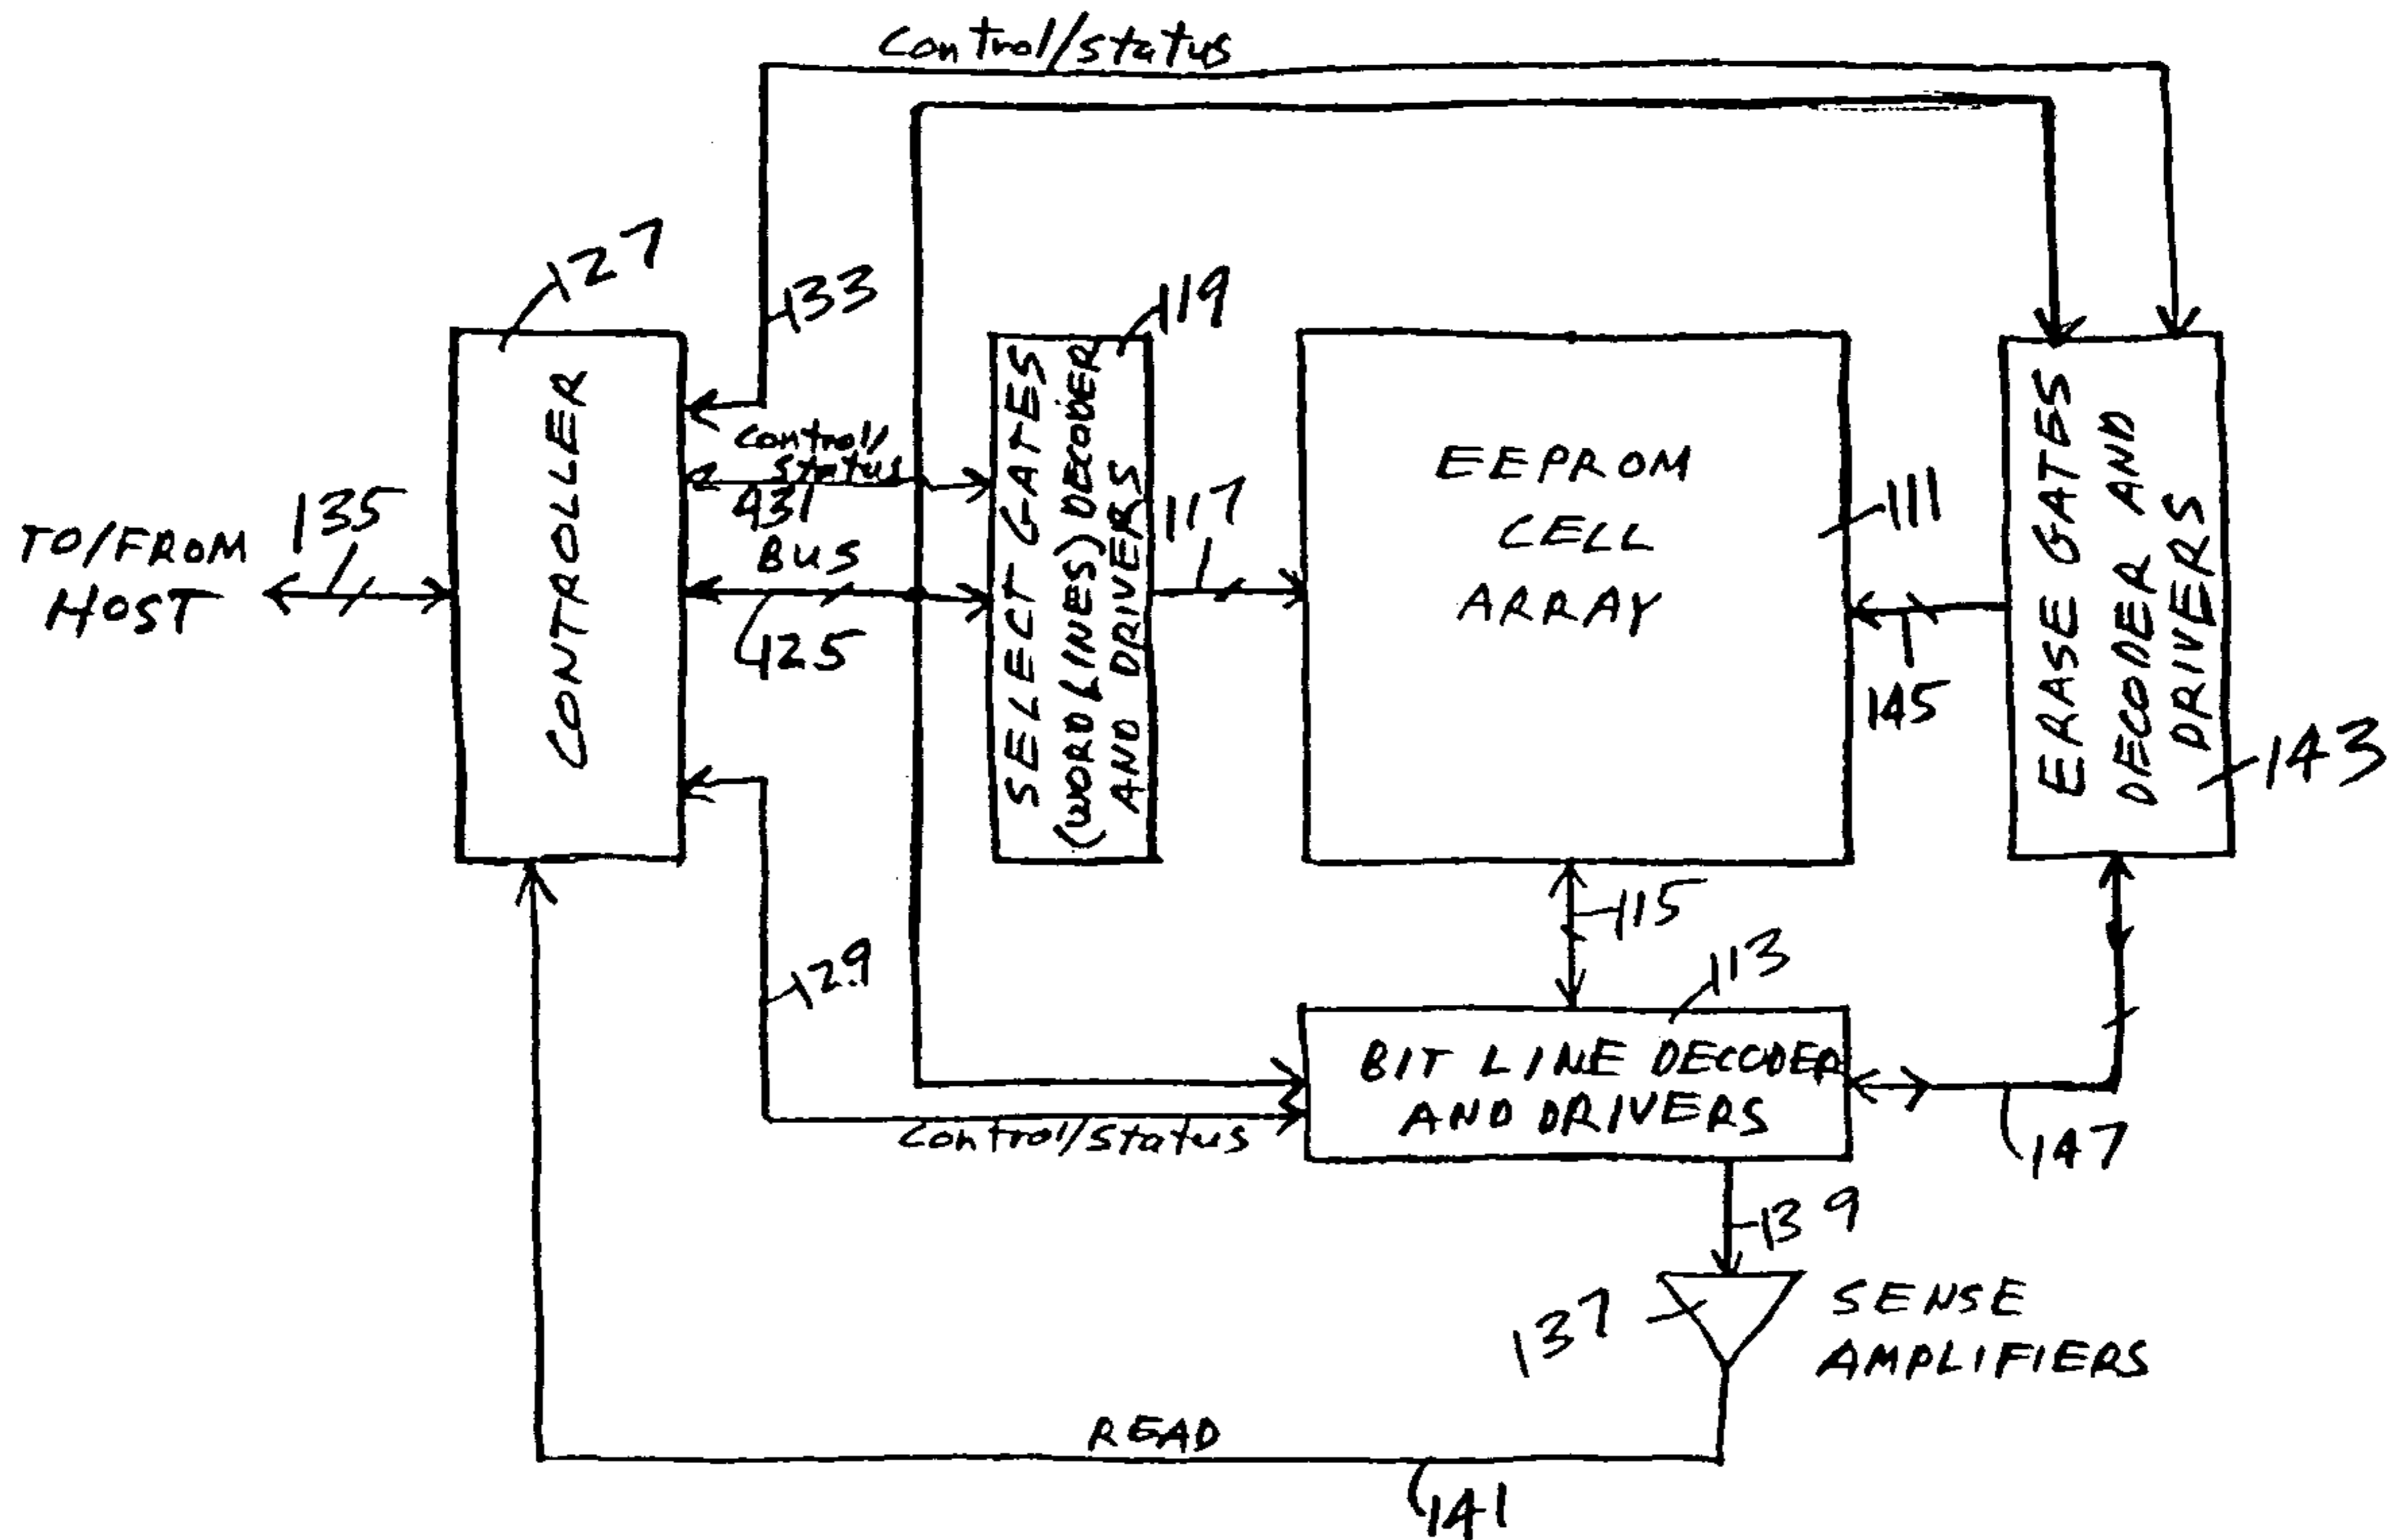 Control/status
127
133
119
CONTROLLER
Control/
Status
131
BUS
125
135
TO/FROM
HOST
SELECT GATES
(WORD LINES) DECODER
AND DRIVERS
117
EEPROM
CELL
ARRAY
111
145
ERASE GATES
DECODER AND
DRIVERS
143
115
113
129
BIT LINE DECODER
AND DRIVERS
Control/status
147
139
137
SENSE
AMPLIFIERS
READ
141